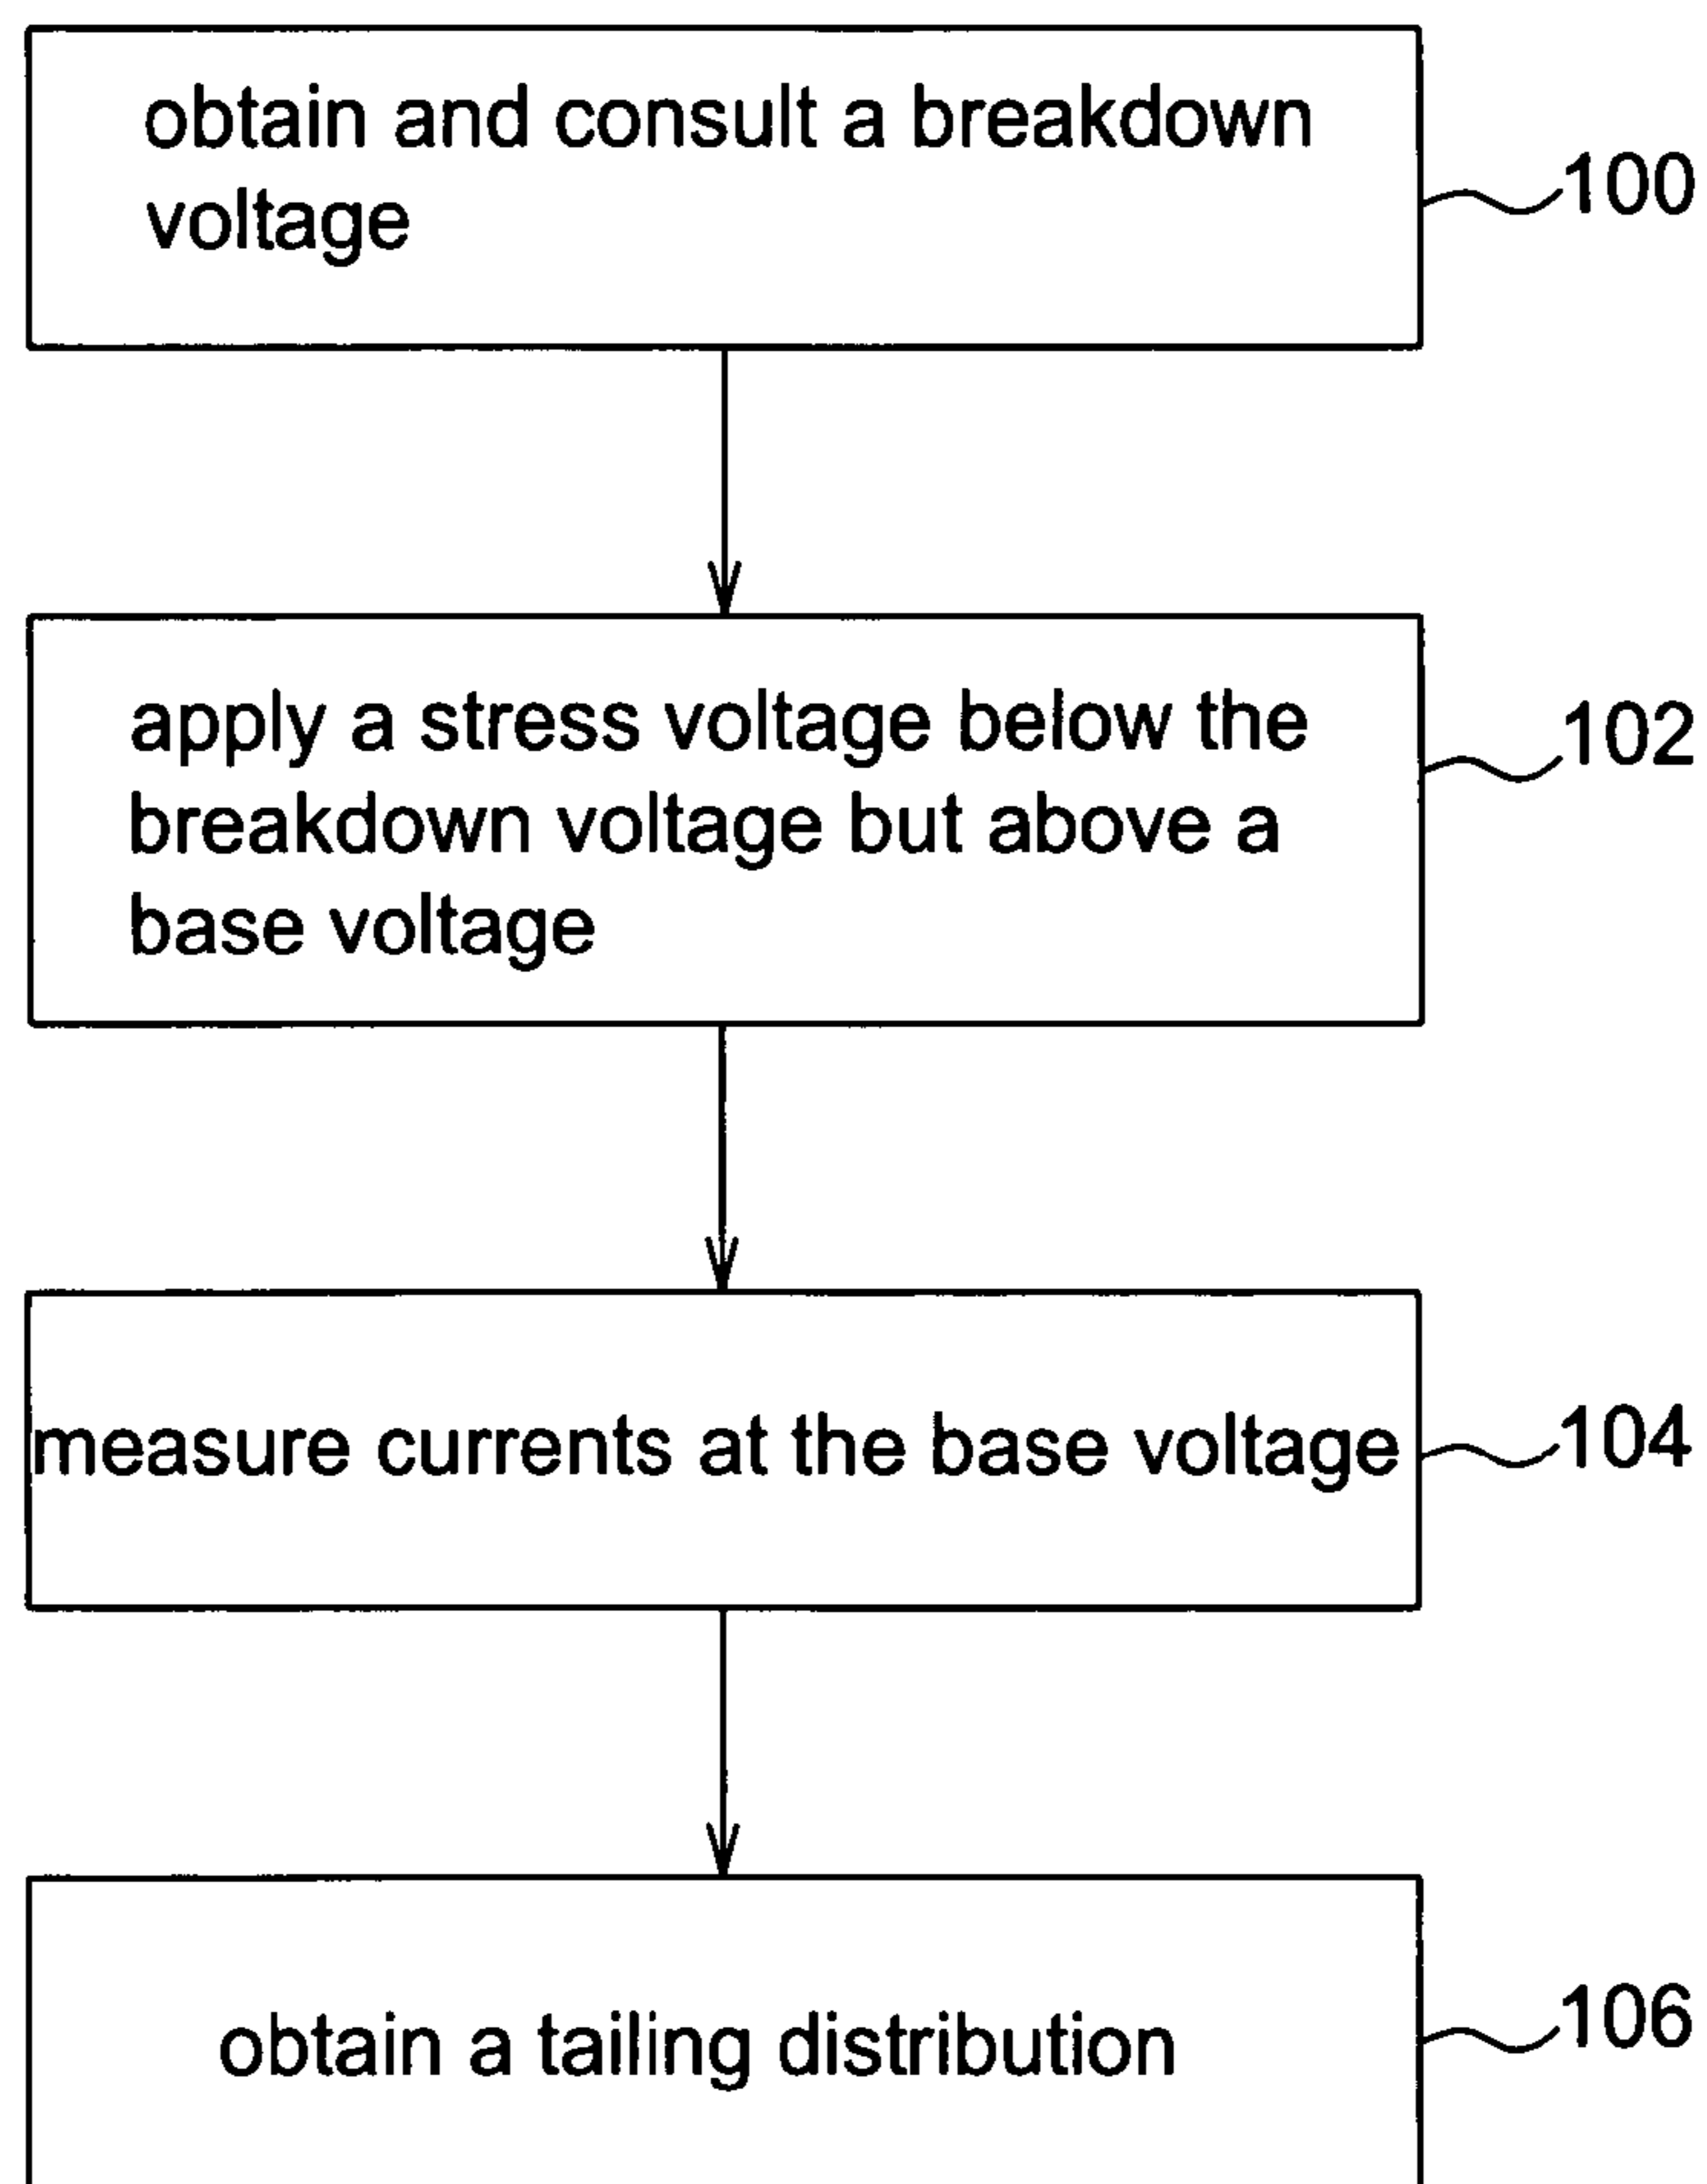 obtain and consult a breakdown
voltage
100
apply a stress voltage below the
breakdown voltage but above a
base voltage
102
measure currents at the base voltage
104
obtain a tailing distribution
106